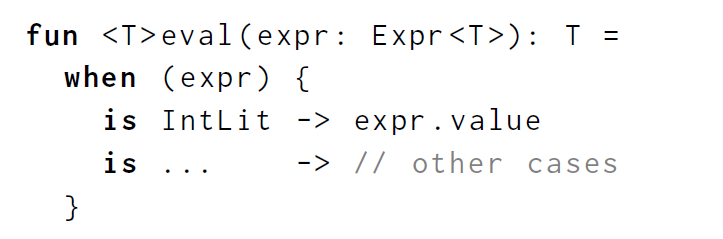 fun <T>eval(expr: Expr<T>): T =
  when (expr) {
    is IntLit -> expr.value
    is ...    -> // other cases
  }